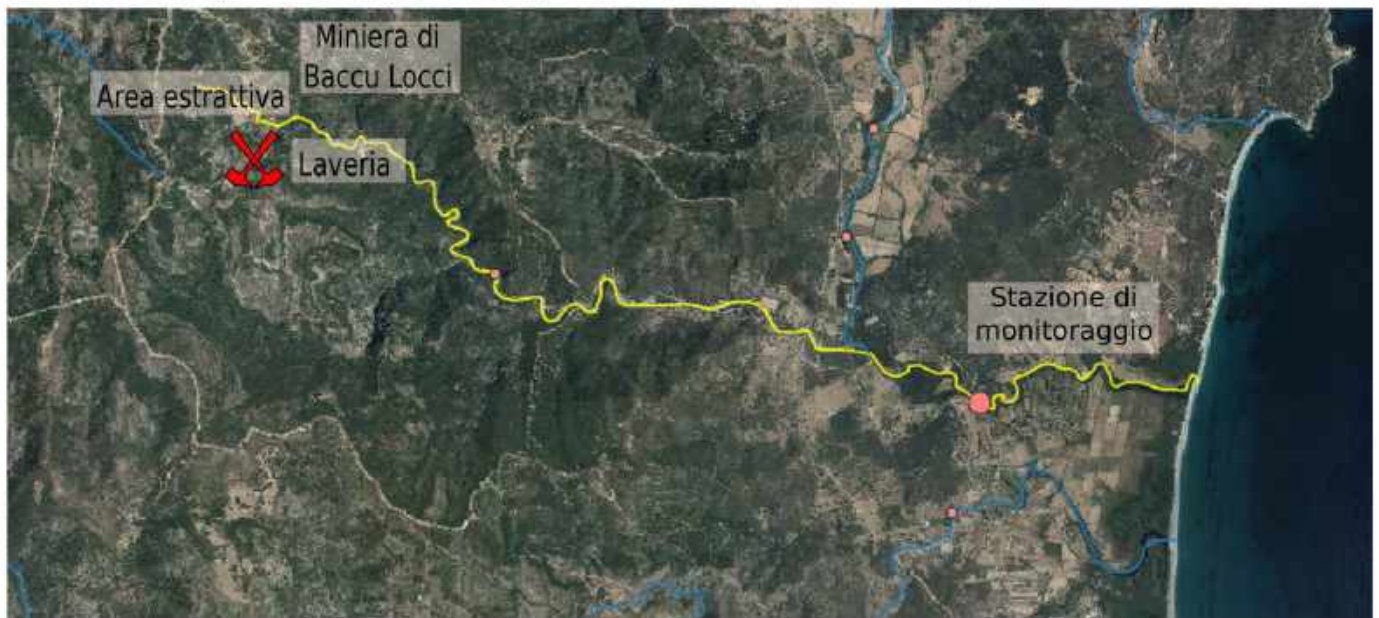 Miniera di
Baccu Locci
Area estrattiva
Laveria
Stazione di
monitoraggio